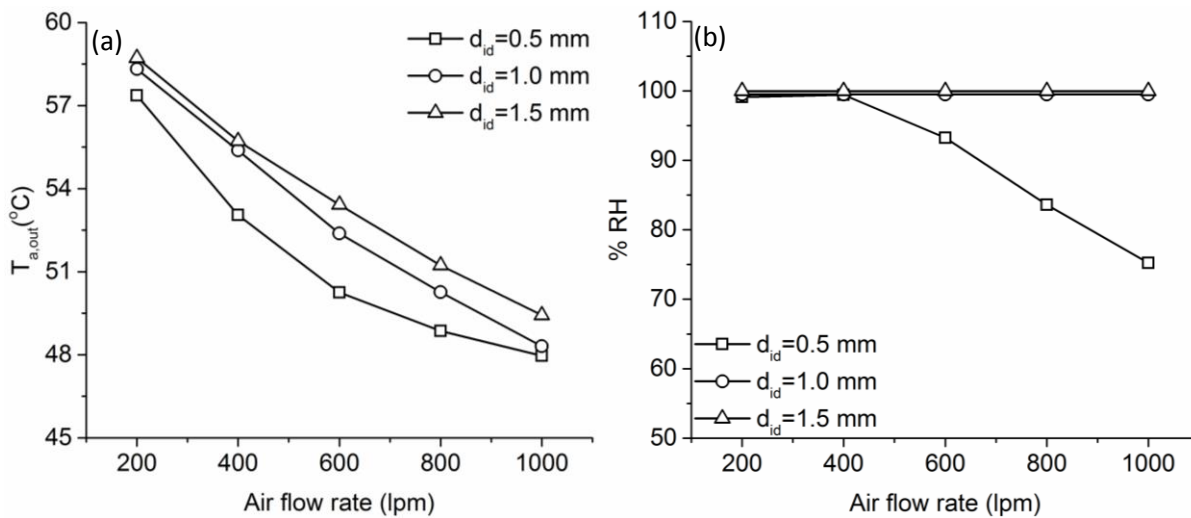 (a)
d_id=0.5 mm
d_id=1.0 mm
d_id=1.5 mm
60
57
54
51
48
45
T_a,out(°C)
200 400 600 800 1000
Air flow rate (lpm)
(b)
110
100
90
80
70
60
50
% RH
d_id=0.5 mm
d_id=1.0 mm
d_id=1.5 mm
200 400 600 800 1000
Air flow rate (lpm)